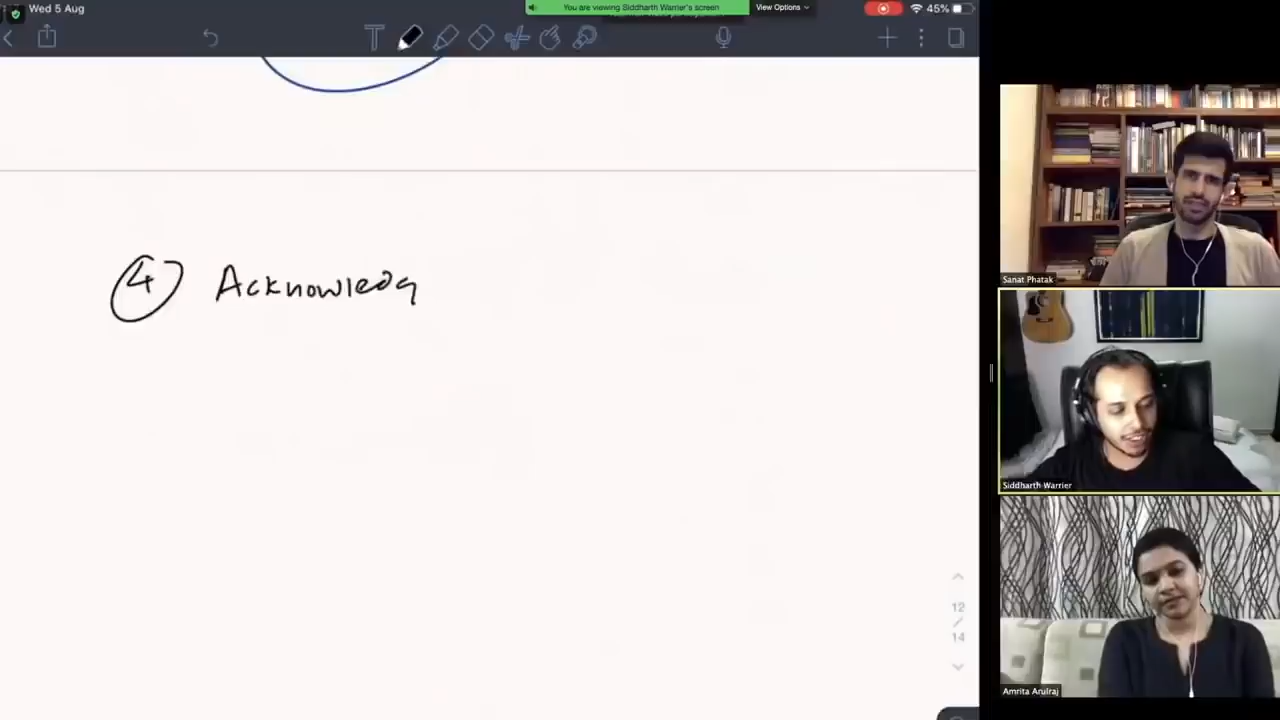 Wed 5 Aug
You are viewing Siddharth Warrier's screen
View Options
45%
T
4 Acknowledg
12
/
14
Sanat Phatak
Siddharth Warrier
Amrita Arulraj